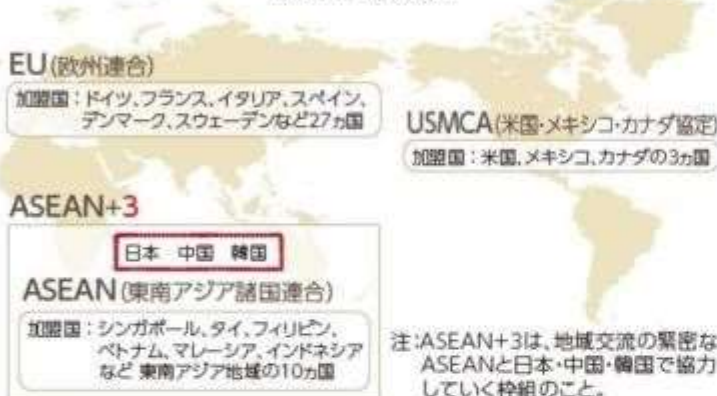 EU(欧州連合)
加盟国:ドイツ、フランス、イタリア、スペイン、
デンマーク、スウェーデンなど27ヵ国
USMCA(米国・メキシコ・カナダ協定)
加盟国:米国、メキシコ、カナダの3ヵ国
ASEAN+3
日本 中国 韓国
ASEAN(東南アジア諸国連合)
加盟国:シンガポール、タイ、フィリピン、
ベトナム、マレーシア、インドネシア
など 東南アジア地域の10ヵ国
注:ASEAN+3は、地域交流の緊密な
ASEANと日本・中国・韓国で協力
していく枠組のこと。